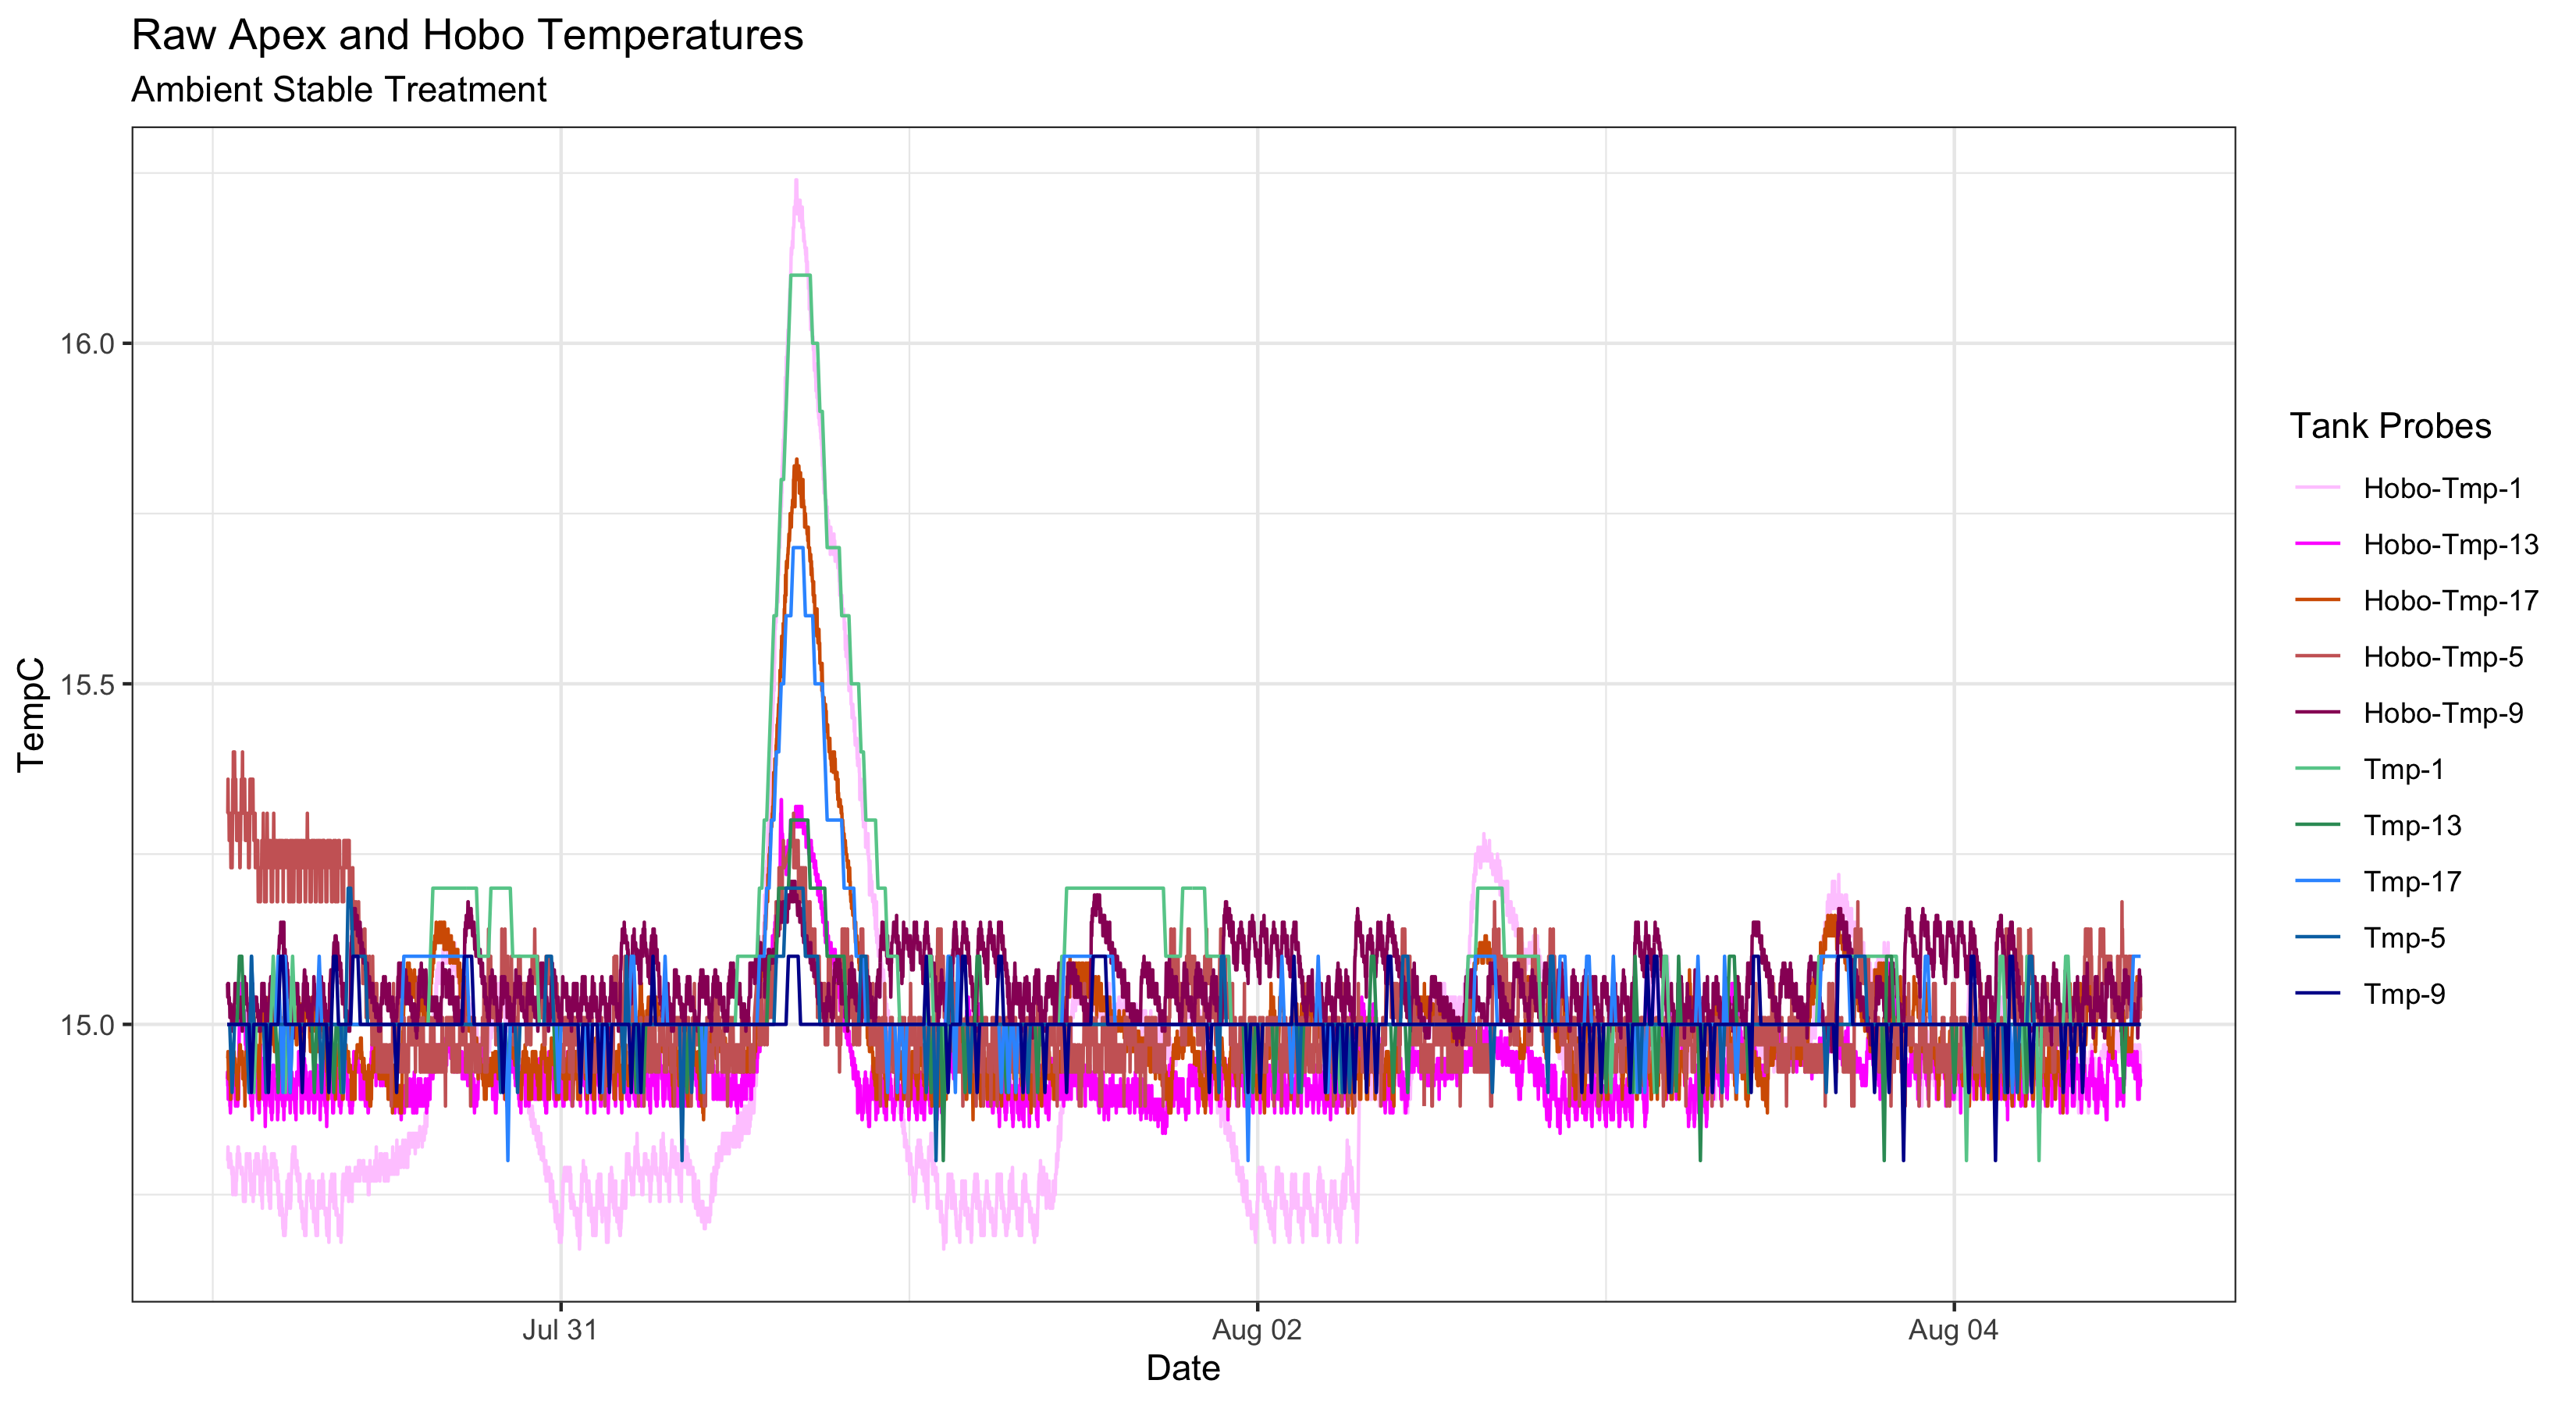 Raw Apex and Hobo Temperatures
Ambient Stable Treatment
TempC
16.0
15.5
15.0
Jul 31
Aug 02
Aug 04
Date
Tank Probes
Hobo-Tmp-1
Hobo-Tmp-13
Hobo-Tmp-17
Hobo-Tmp-5
Hobo-Tmp-9
Tmp-1
Tmp-13
Tmp-17
Tmp-5
Tmp-9